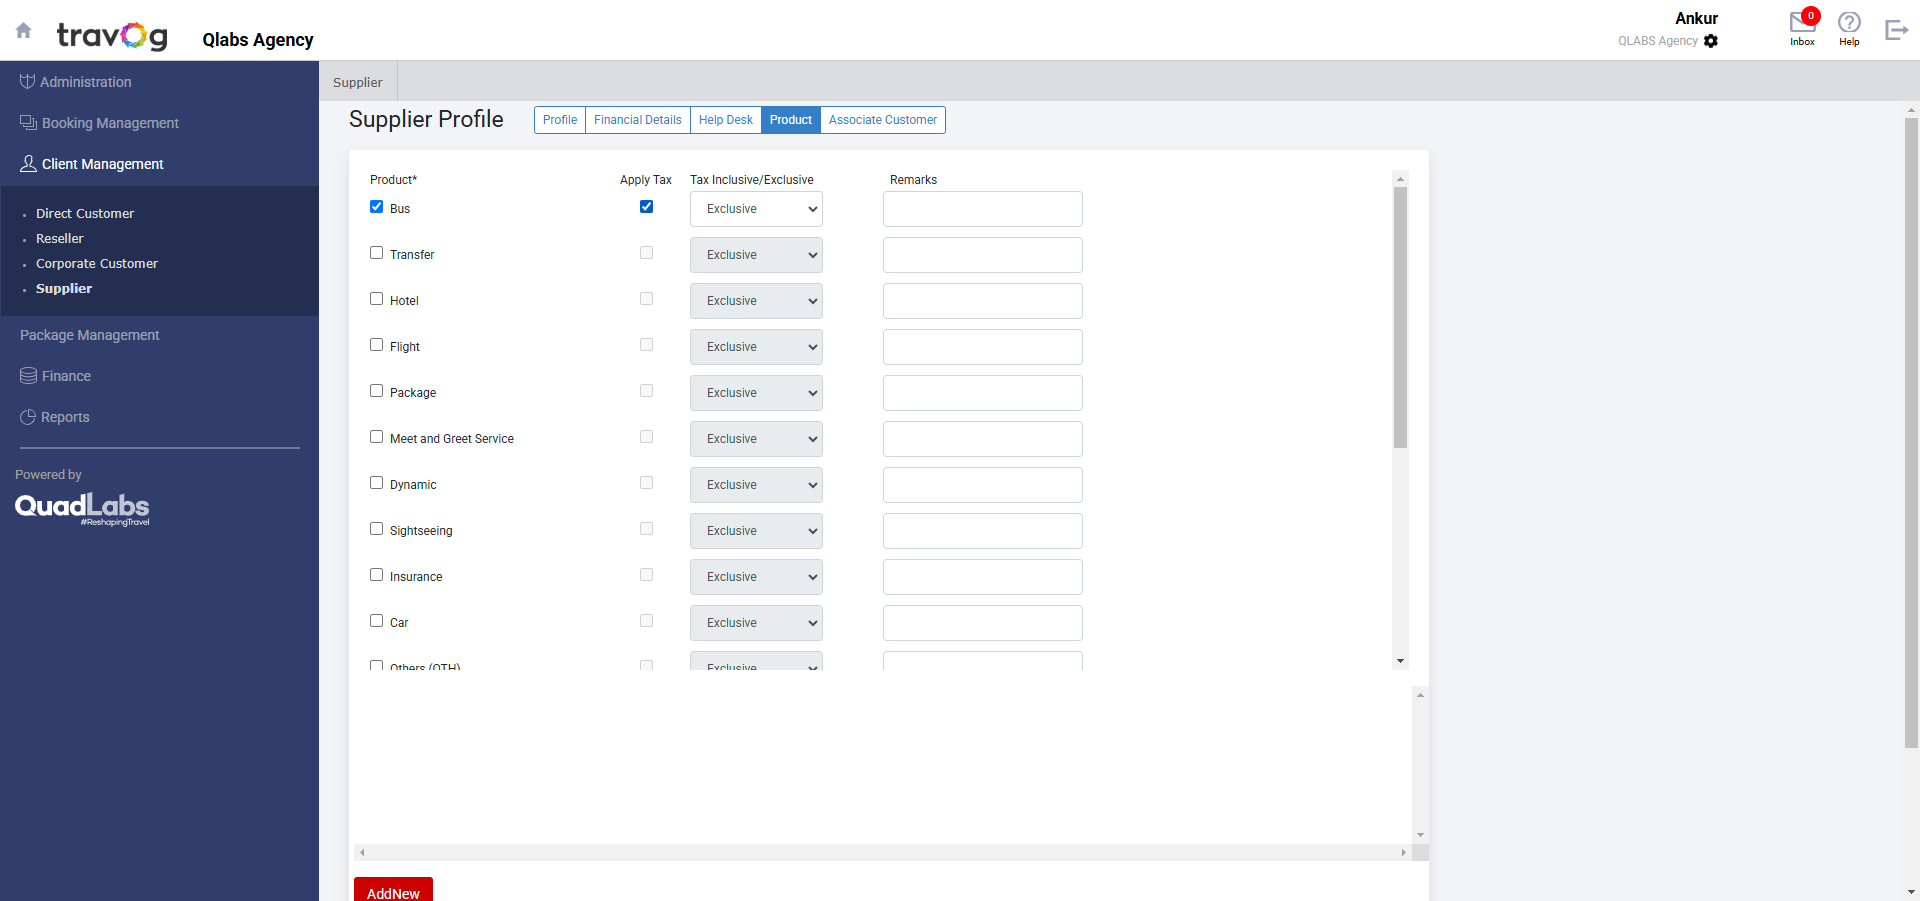 travog
Qlabs Agency
Ankur
QLABS Agency
0
Inbox
Help
Administration
Booking Management
Client Management
Direct Customer
Reseller
Corporate Customer
Supplier
Package Management
Finance
Reports
Powered by
QuadLabs
#ReshapingTravel
Supplier
Supplier Profile
Profile Financial Details Help Desk Product Associate Customer
Product* Apply Tax Tax Inclusive/Exclusive Remarks
Bus Exclusive
Transfer Exclusive
Hotel Exclusive
Flight Exclusive
Package Exclusive
Meet and Greet Service Exclusive
Dynamic Exclusive
Sightseeing Exclusive
Insurance Exclusive
Car Exclusive
Others (OTH) Exclusive
AddNew